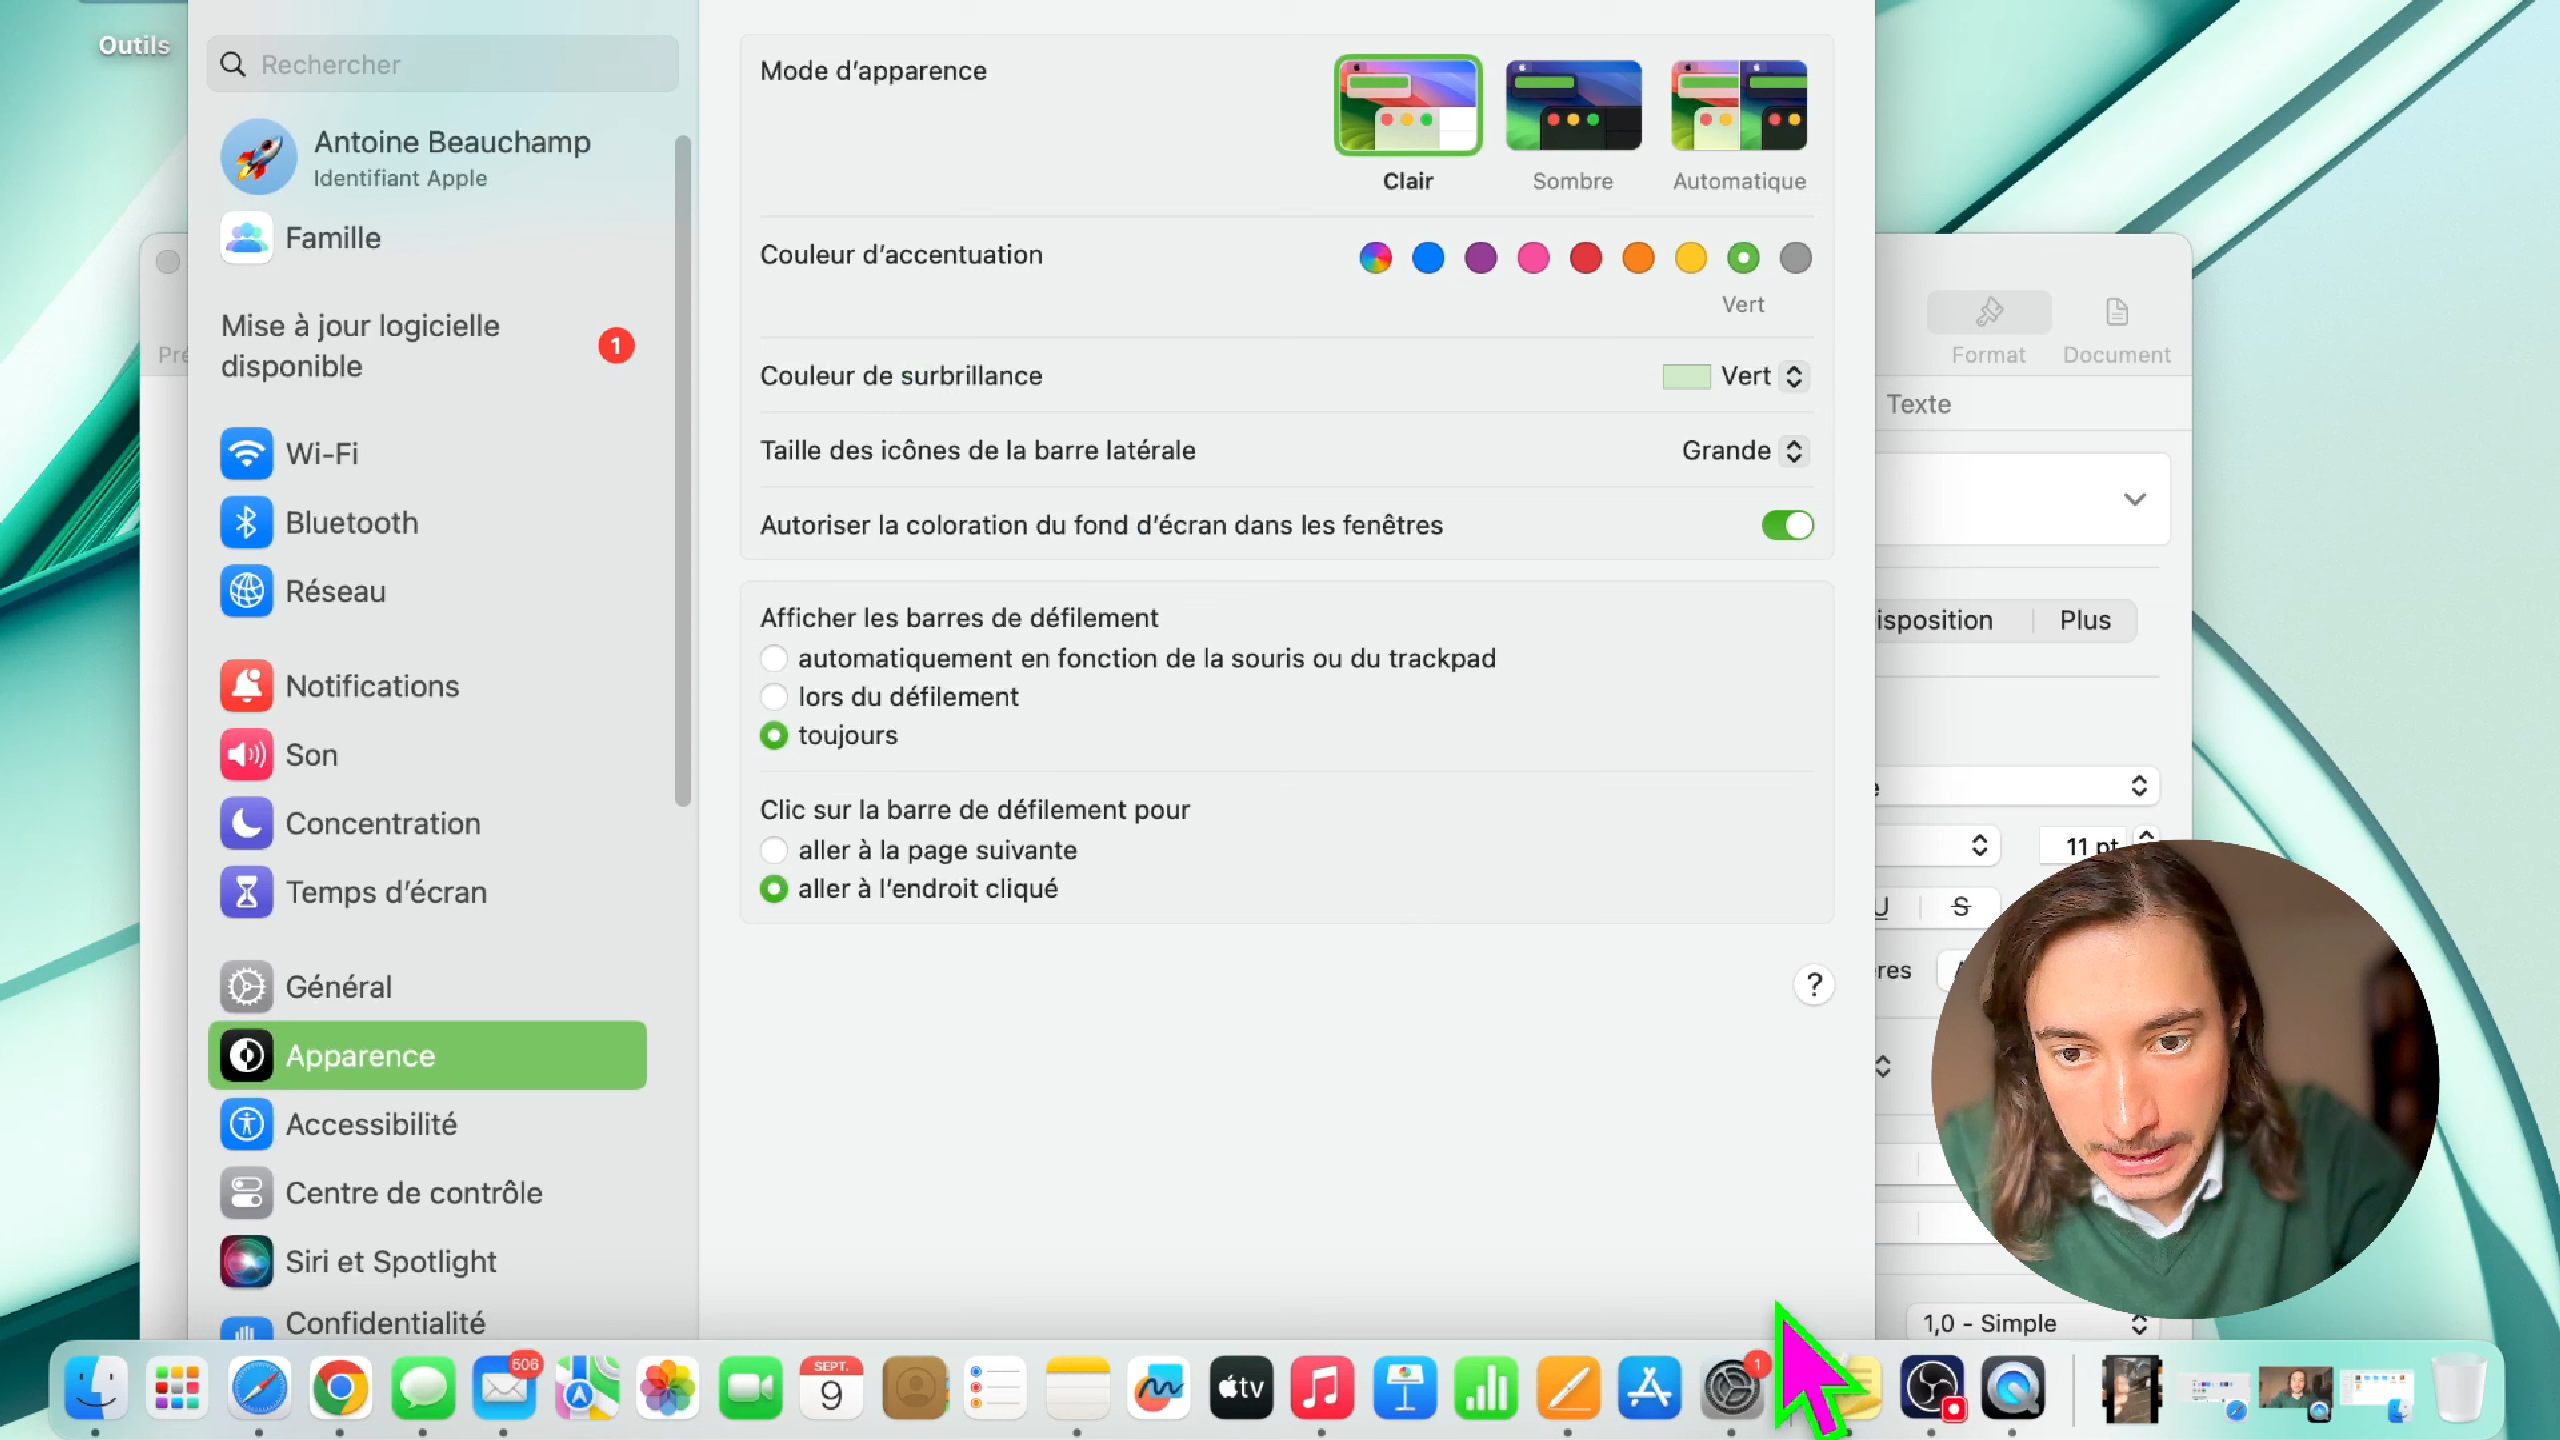 Outils
Rechercher
Antoine Beauchamp
Identifiant Apple
Famille
Mise à jour logicielle
disponible
1
Wi-Fi
Bluetooth
Réseau
Notifications
Son
Concentration
Temps d’écran
Général
Apparence
Accessibilité
Centre de contrôle
Siri et Spotlight
Confidentialité
Mode d’apparence
Clair
Sombre
Automatique
Couleur d’accentuation
Vert
Couleur de surbrillance
Vert
Taille des icônes de la barre latérale
Grande
Autoriser la coloration du fond d’écran dans les fenêtres
Afficher les barres de défilement
automatiquement en fonction de la souris ou du trackpad
lors du défilement
toujours
Clic sur la barre de défilement pour
aller à la page suivante
aller à l’endroit cliqué
?
Pré
Format
Document
Texte
isposition
Plus
e
11 pt
U
S
res
1,0 - Simple
506
SEPT.
9
tv
1